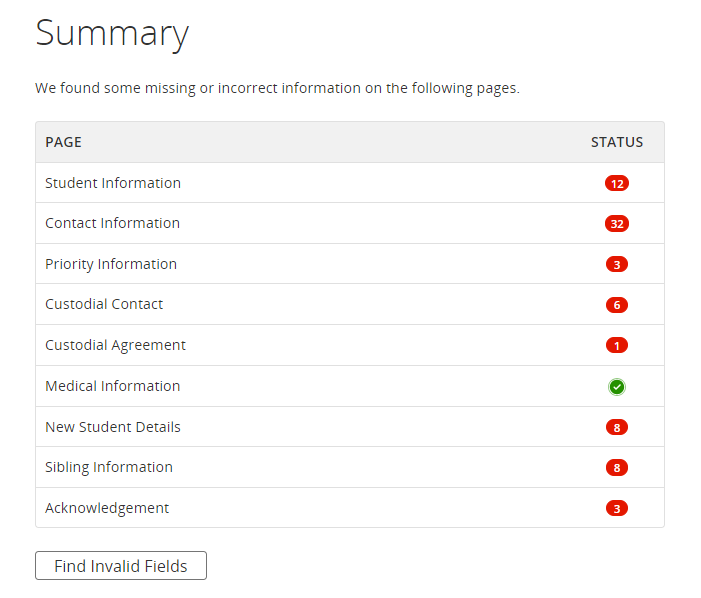 Summary
We found some missing or incorrect information on the following pages.
PAGE STATUS
Student Information 12
Contact Information 32
Priority Information 3
Custodial Contact 6
Custodial Agreement 1
Medical Information
New Student Details 8
Sibling Information 8
Acknowledgement 3
Find Invalid Fields